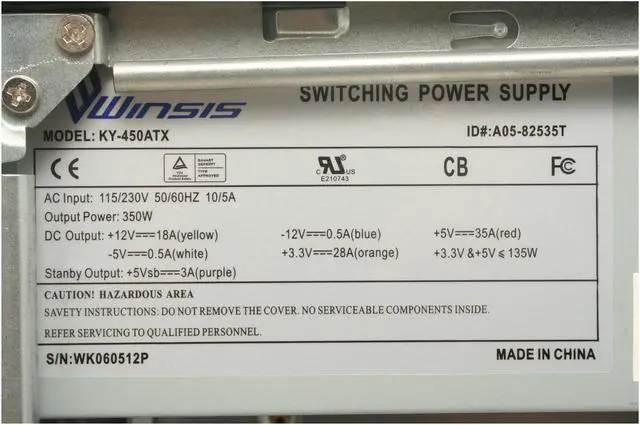 Winsis
SWITCHING POWER SUPPLY
MODEL: KY-450ATX
ID#:A05-82535T
CE
c RU US
E210743
CB
FC
AC Input: 115/230V 50/60HZ 10/5A
Output Power: 350W
DC Output: +12V⎓18A(yellow) -12V⎓0.5A(blue) +5V⎓35A(red)
-5V⎓0.5A(white) +3.3V⎓28A(orange) +3.3V &+5V ≤ 135W
Stanby Output: +5Vsb⎓3A(purple)
CAUTION! HAZARDOUS AREA
SAVETY INSTRUCTIONS: DO NOT REMOVE THE COVER. NO SERVICEABLE COMPONENTS INSIDE.
REFER SERVICING TO QUALIFIED PERSONNEL.
S/N:WK060512P
MADE IN CHINA